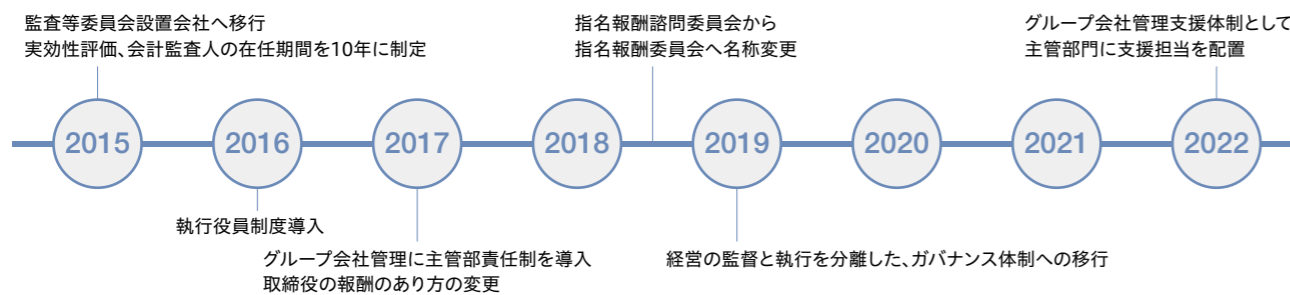 監査等委員会設置会社へ移行
実効性評価、会計監査人の在任期間を10年に制定
指名報酬諮問委員会から
指名報酬委員会へ名称変更
グループ会社管理支援体制として
主管部門に支援担当を配置
2015
2016
2017
2018
2019
2020
2021
2022
執行役員制度導入
グループ会社管理に主管部責任制を導入
取締役の報酬のあり方の変更
経営の監督と執行を分離した、ガバナンス体制への移行